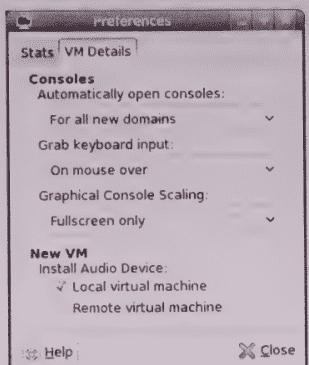 Preferences
Stats VM Details
Consoles
Automatically open consoles:
For all new domains
Grab keyboard input:
On mouse over
Graphical Console Scaling:
Fullscreen only
New VM
Install Audio Device:
Local virtual machine
Remote virtual machine
Help
Close